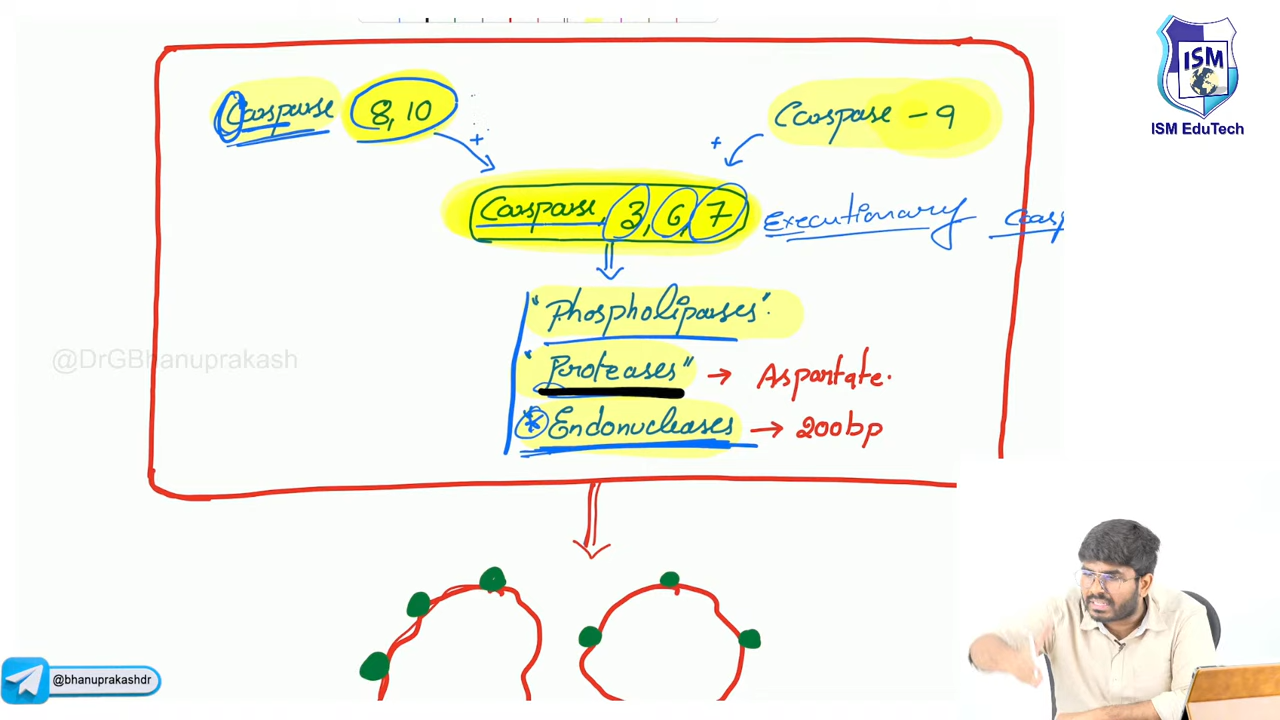 Caspase 8, 10
Caspase - 9
+
+
Caspase, 3, 6, 7
Executionary
"Phospholipases".
"Proteases" → Aspartate.
* Endonucleases → 200bp
@DrGBhanuprakash
ISM
ISM EduTech
@bhanuprakashdr